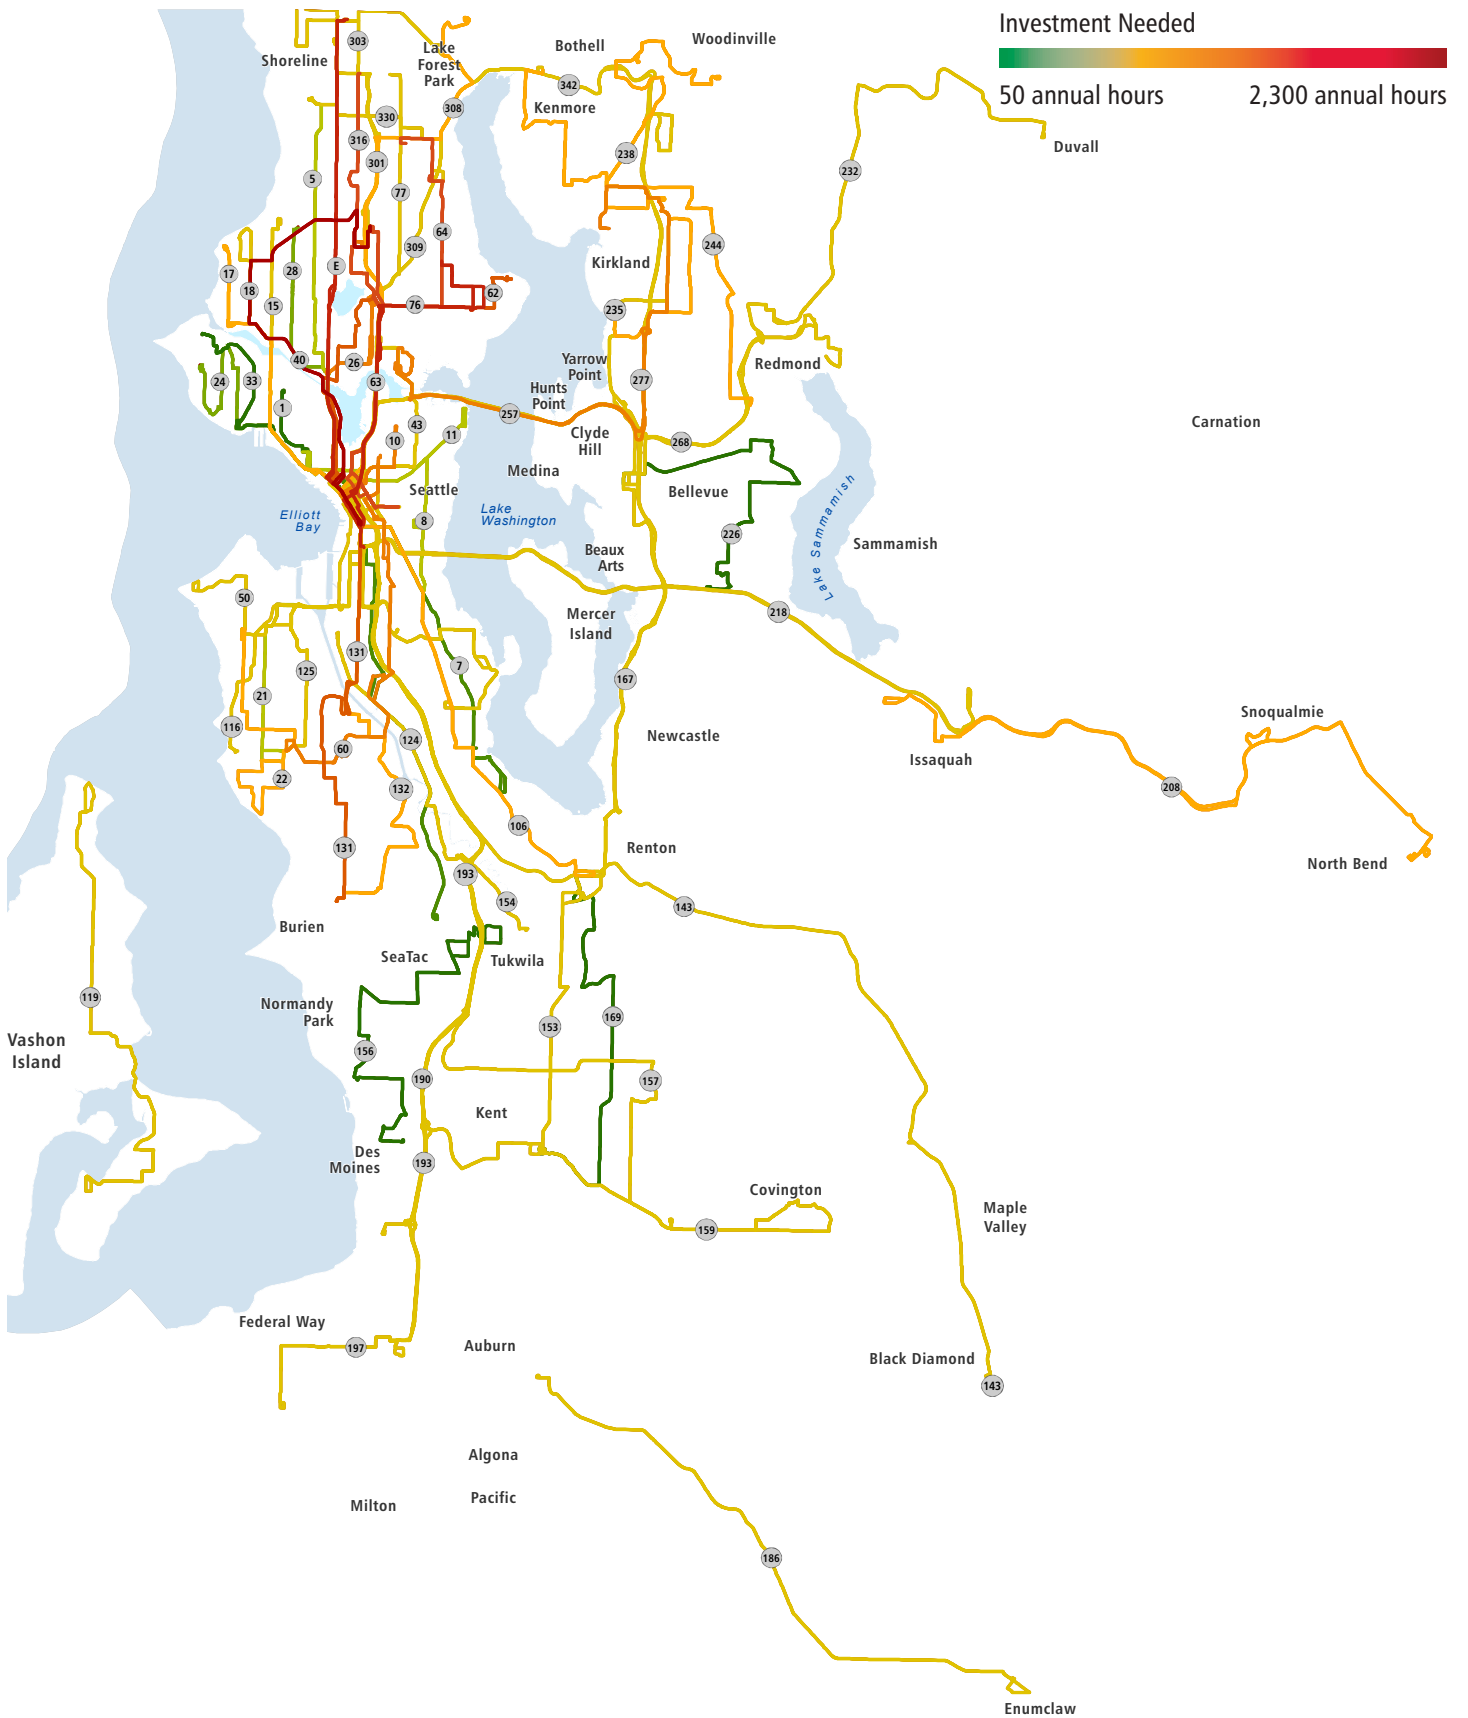 Investment Needed
50 annual hours
2,300 annual hours
303
Shoreline
Lake
Forest
Park
Bothell
Woodinville
342
Kenmore
308
330
316
301
238
Duvall
232
5
77
64
309
244
17
18
28
15
E
Kirkland
62
76
235
40
26
Yarrow
Point
Redmond
24
33
63
277
Hunts
Point
1
43
257
10
11
Clyde
Hill
268
Carnation
Medina
Seattle
Bellevue
Elliott
Bay
Lake
Washington
8
226
Lake Sammamish
Sammamish
Beaux
Arts
50
Mercer
Island
218
131
7
125
167
21
116
Newcastle
Snoqualmie
60
124
Issaquah
22
132
208
106
131
Renton
North Bend
193
154
143
Burien
SeaTac
Tukwila
119
Normandy
Park
153
169
Vashon
Island
156
190
157
Kent
Des
Moines
193
Covington
Maple
Valley
159
Federal Way
197
Auburn
Black Diamond
143
Algona
Pacific
Milton
186
Enumclaw